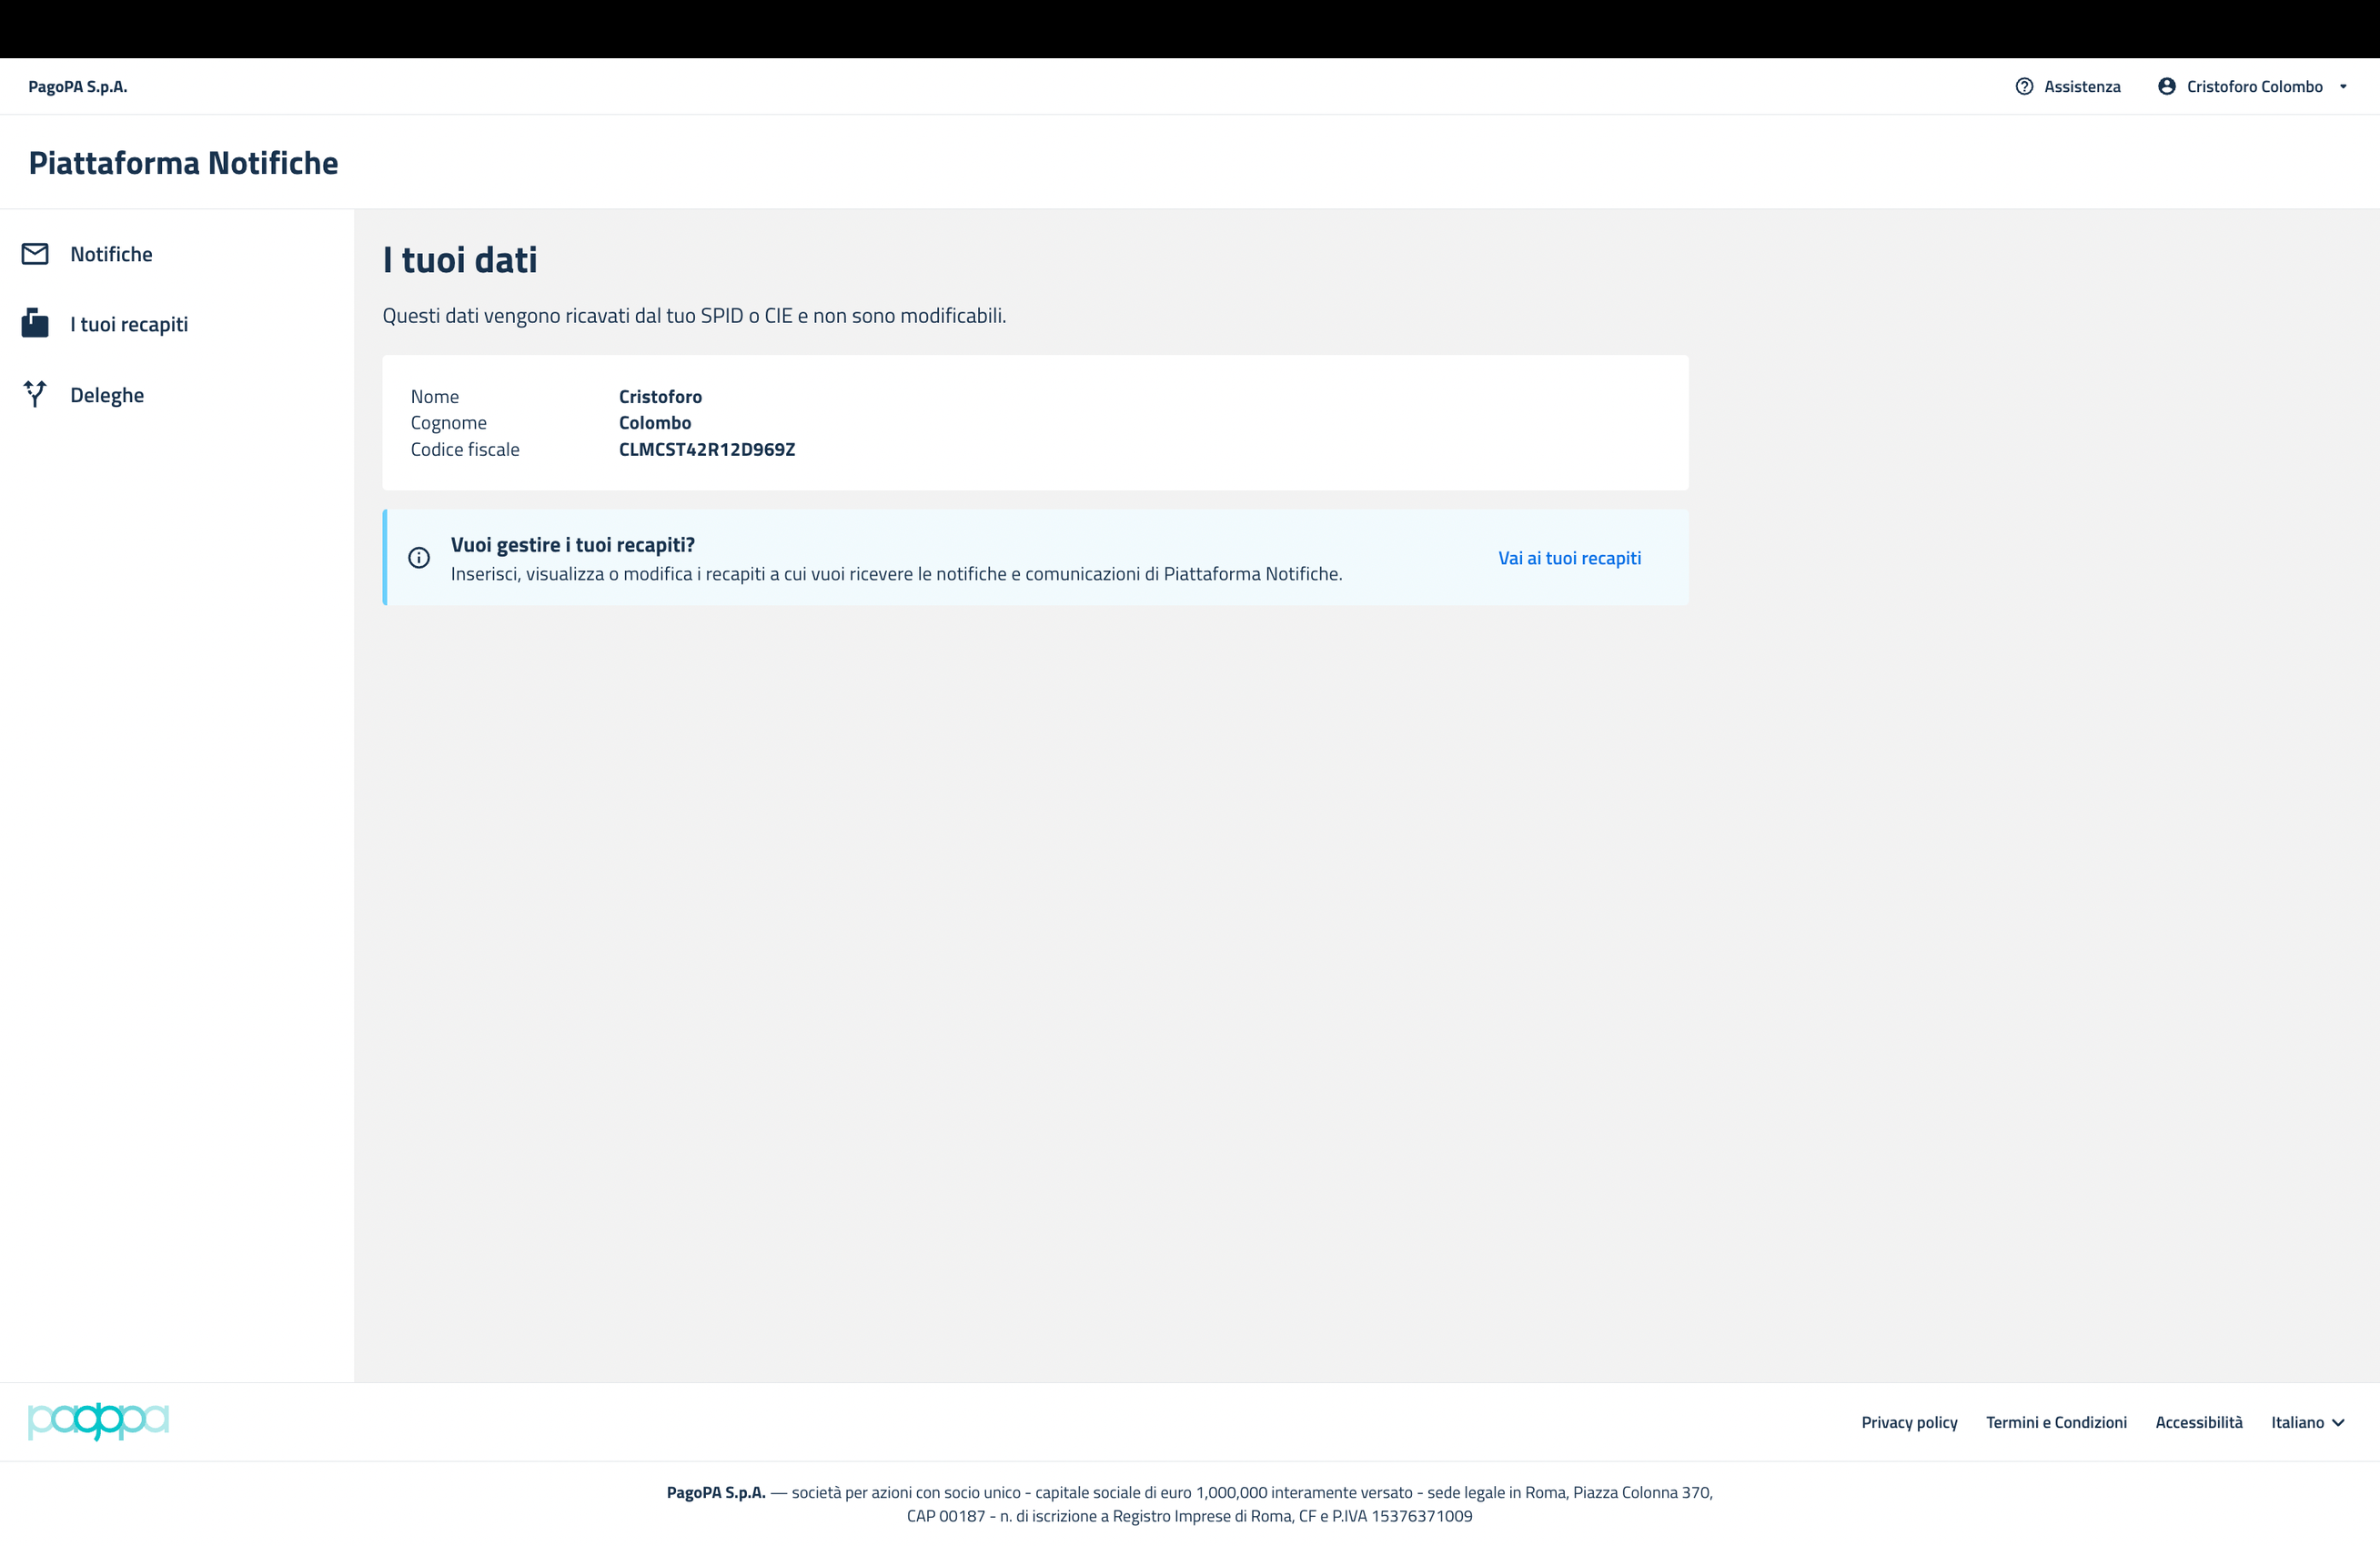 PagoPA S.p.A.
Assistenza
Cristoforo Colombo
Piattaforma Notifiche
Notifiche
I tuoi recapiti
Deleghe
I tuoi dati
Questi dati vengono ricavati dal tuo SPID o CIE e non sono modificabili.
Nome Cristoforo
Cognome Colombo
Codice fiscale CLMCST42R12D969Z
Vuoi gestire i tuoi recapiti?
Inserisci, visualizza o modifica i recapiti a cui vuoi ricevere le notifiche e comunicazioni di Piattaforma Notifiche.
Vai ai tuoi recapiti
pagopa
Privacy policy
Termini e Condizioni
Accessibilità
Italiano
PagoPA S.p.A. — società per azioni con socio unico - capitale sociale di euro 1,000,000 interamente versato - sede legale in Roma, Piazza Colonna 370,
CAP 00187 - n. di iscrizione a Registro Imprese di Roma, CF e P.IVA 15376371009